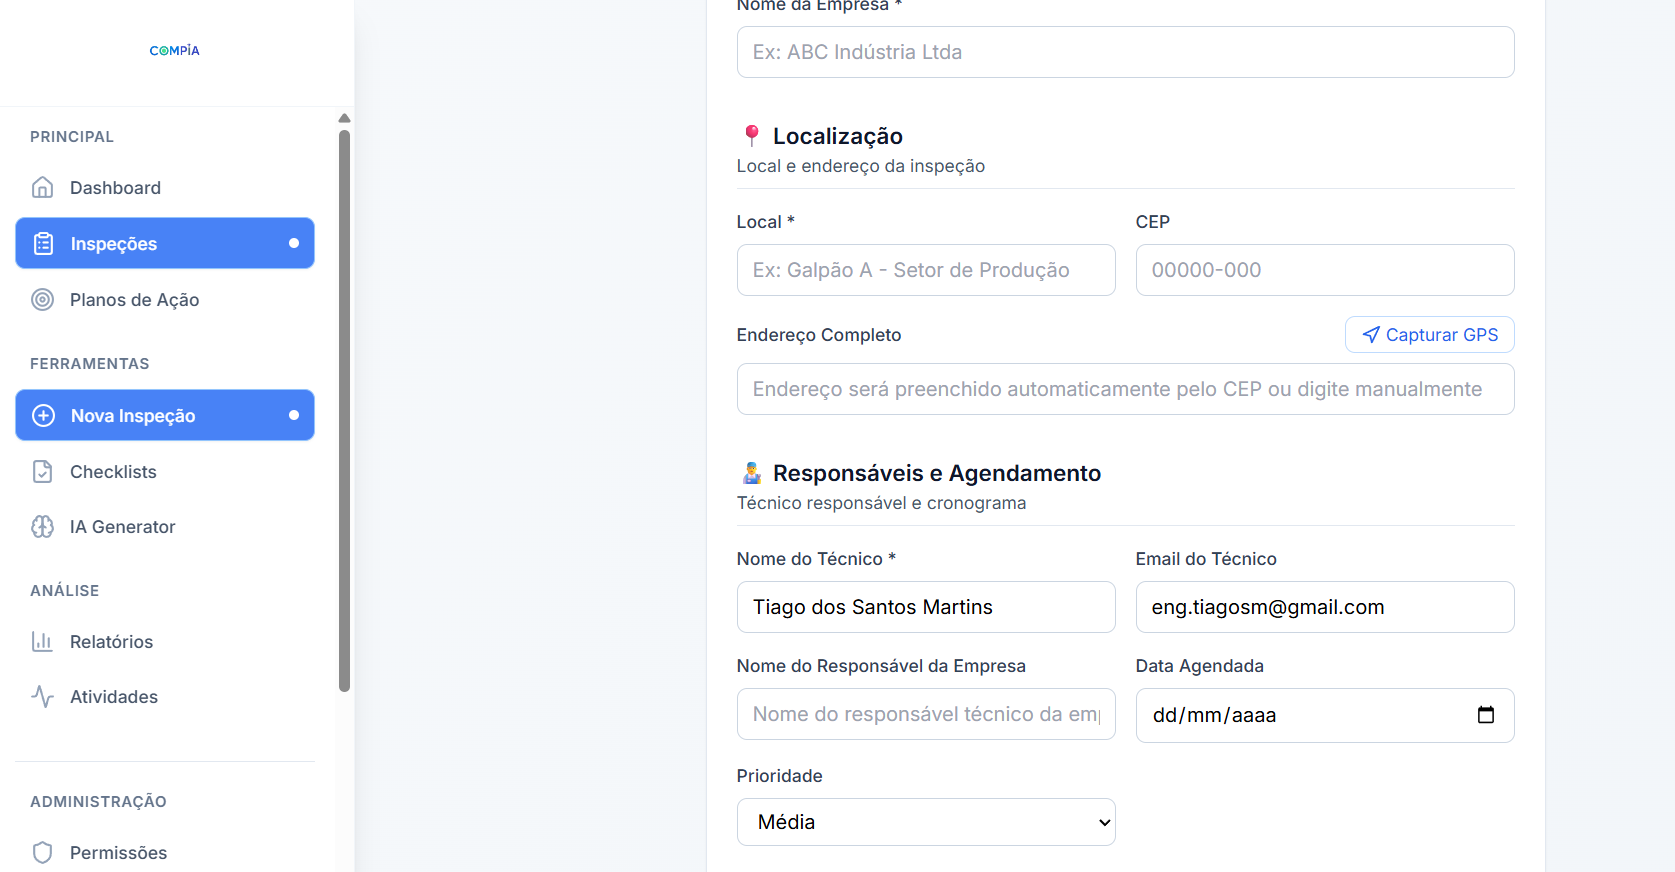 COMPIA
PRINCIPAL
Dashboard
Inspeções
Planos de Ação
FERRAMENTAS
Nova Inspeção
Checklists
IA Generator
ANÁLISE
Relatórios
Atividades
ADMINISTRAÇÃO
Permissões
Nome da Empresa *
Ex: ABC Indústria Ltda
Localização
Local e endereço da inspeção
Local *
CEP
Ex: Galpão A - Setor de Produção
00000-000
Endereço Completo
Capturar GPS
Endereço será preenchido automaticamente pelo CEP ou digite manualmente
Responsáveis e Agendamento
Técnico responsável e cronograma
Nome do Técnico *
Email do Técnico
Tiago dos Santos Martins
eng.tiagosm@gmail.com
Nome do Responsável da Empresa
Data Agendada
Nome do responsável técnico da em
dd/mm/aaaa
Prioridade
Média